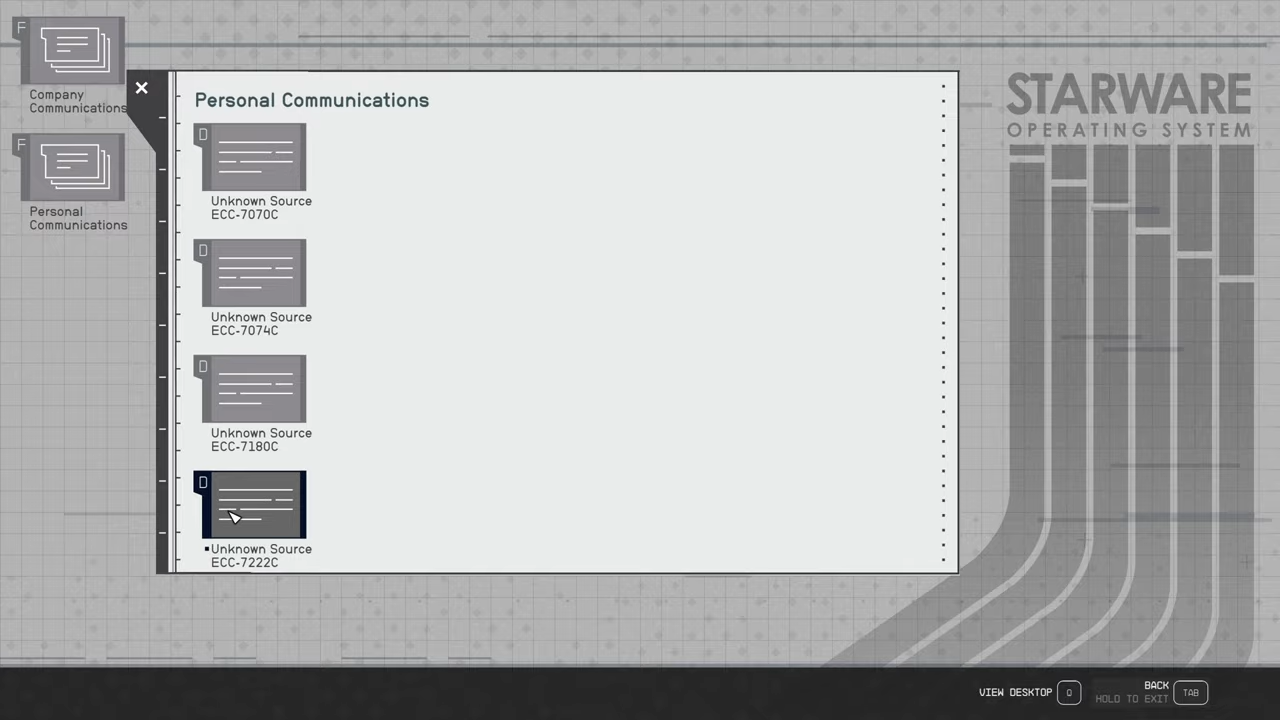 F
Company
Communications
F
Personal
Communications
×
Personal Communications
D
Unknown Source
ECC-7070C
D
Unknown Source
ECC-7074C
D
Unknown Source
ECC-7180C
D
Unknown Source
ECC-7222C
STARWARE
OPERATING SYSTEM
VIEW DESKTOP Q
BACK
HOLD TO EXIT TAB